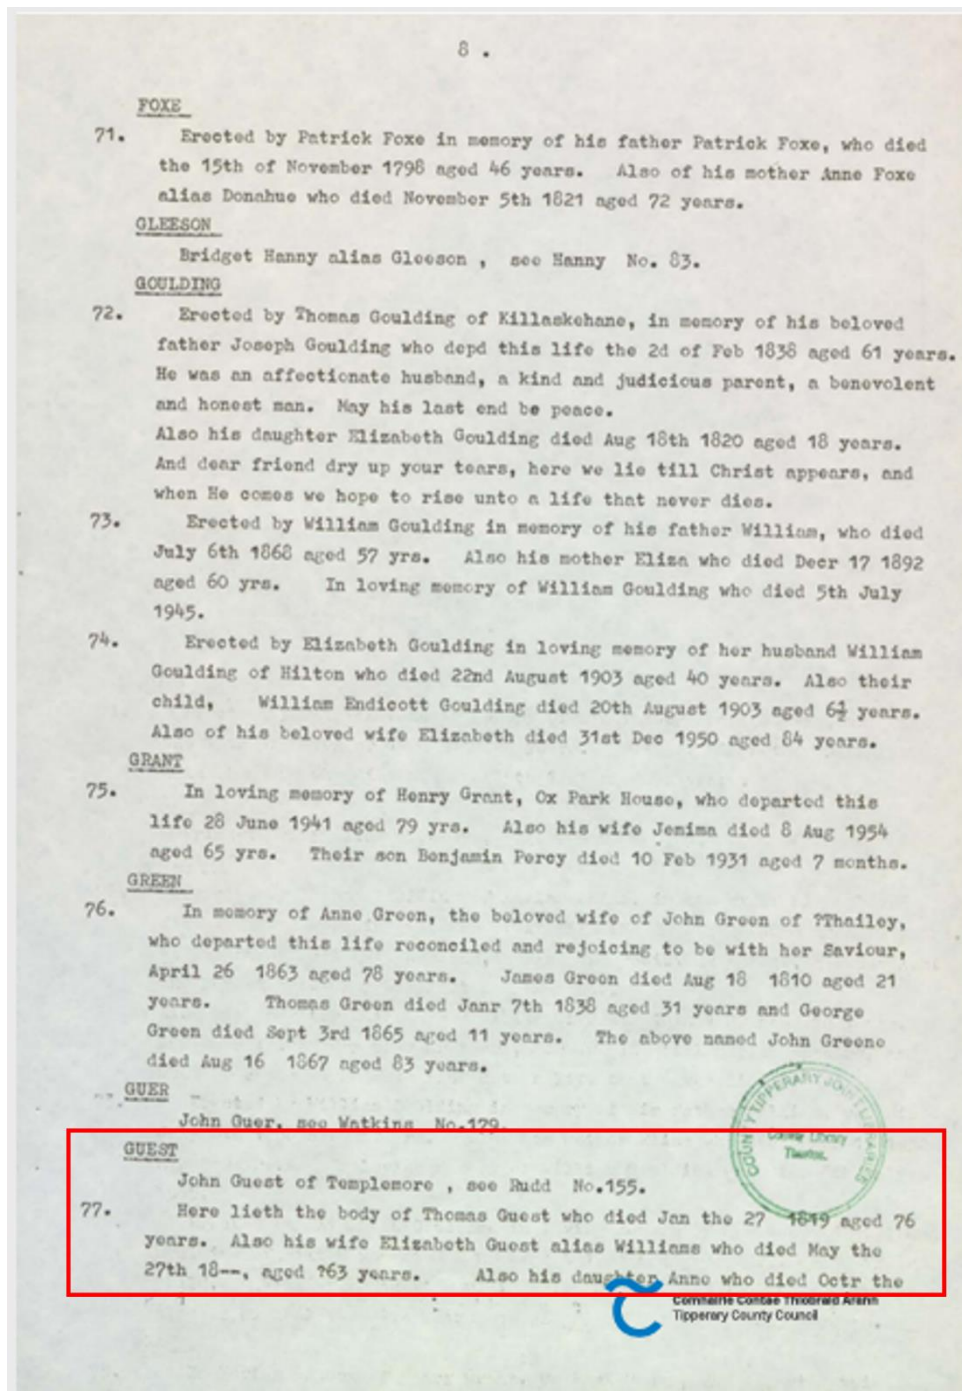 8 .
FOXE
71. Erected by Patrick Foxe in memory of his father Patrick Foxe, who died
the 15th of November 1798 aged 46 years. Also of his mother Anne Foxe
alias Donahue who died November 5th 1821 aged 72 years.
GLEESON
Bridget Hanny alias Gleeson , see Hanny No. 83.
GOULDING
72. Erected by Thomas Goulding of Killaskehane, in memory of his beloved
father Joseph Goulding who depd this life the 2d of Feb 1838 aged 61 years.
He was an affectionate husband, a kind and judicious parent, a benevolent
and honest man. May his last end be peace.
Also his daughter Elizabeth Goulding died Aug 18th 1820 aged 18 years.
And dear friend dry up your tears, here we lie till Christ appears, and
when He comes we hope to rise unto a life that never dies.
73. Erected by William Goulding in memory of his father William, who died
July 6th 1868 aged 57 yrs. Also his mother Eliza who died Decr 17 1892
aged 60 yrs. In loving memory of William Goulding who died 5th July
1945.
74. Erected by Elizabeth Goulding in loving memory of her husband William
Goulding of Hilton who died 22nd August 1903 aged 40 years. Also their
child, William Endicott Goulding died 20th August 1903 aged 6½ years.
Also of his beloved wife Elizabeth died 31st Dec 1950 aged 84 years.
GRANT
75. In loving memory of Henry Grant, Ox Park House, who departed this
life 28 June 1941 aged 79 yrs. Also his wife Jemima died 8 Aug 1954
aged 65 yrs. Their son Benjamin Percy died 10 Feb 1931 aged 7 months.
GREEN
76. In memory of Anne Green, the beloved wife of John Green of ?Thailey,
who departed this life reconciled and rejoicing to be with her Saviour,
April 26 1863 aged 78 years. James Green died Aug 18 1810 aged 21
years. Thomas Green died Janr 7th 1838 aged 31 years and George
Green died Sept 3rd 1865 aged 11 years. The above named John Greene
died Aug 16 1867 aged 83 years.
GUER
John Guer, see Watkins No.179.
COUNTY TIPPERARY JOINT LIBRARIES
County Library
Thurles.
GUEST
John Guest of Templemore , see Rudd No.155.
77. Here lieth the body of Thomas Guest who died Jan the 27 1819 aged 76
years. Also his wife Elizabeth Guest alias Williams who died May the
27th 18--, aged ?63 years. Also his daughter Anne who died Octr the
Comhairle Contae Thiobraid Árann
Tipperary County Council